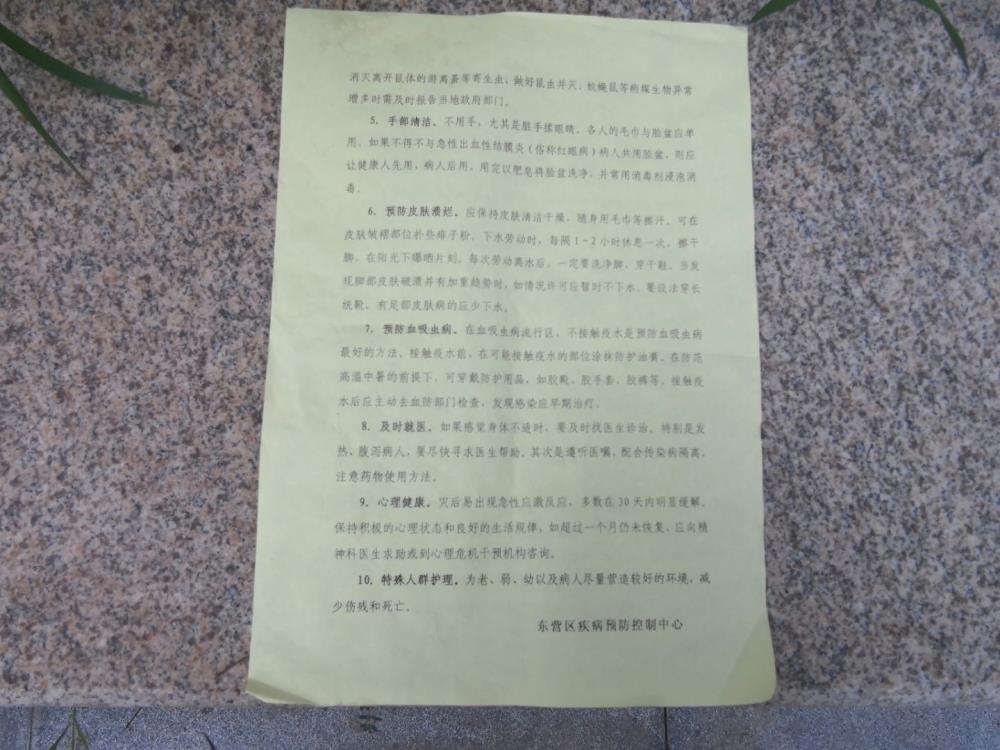 消灭离开鼠体的游离蚤等寄生虫，做好鼠虫并灭。蚊蝇鼠等病媒生物异常
增多时需及时报告当地政府部门。
5. 手部清洁。不用手，尤其是脏手揉眼睛。各人的毛巾与脸盆应单
用。如果不得不与急性出血性结膜炎（俗称红眼病）病人共用脸盆，则应
让健康人先用，病人后用，用完以肥皂将脸盆洗净，并常用消毒剂浸泡消
毒。
6. 预防皮肤溃烂。应保持皮肤清洁干燥，随身用毛巾等擦汗。可在
皮肤皱褶部位扑些痱子粉。下水劳动时，每隔1-2小时休息一次，擦干
脚，在阳光下曝晒片刻。每次劳动离水后，一定要洗净脚，穿干鞋。当发
现脚部皮肤破溃并有加重趋势时，如情况许可应暂时不下水。要设法穿长
统靴。有足部皮肤病的应少下水。
7. 预防血吸虫病。在血吸虫病流行区，不接触疫水是预防血吸虫病
最好的方法。接触疫水前，在可能接触疫水的部位涂抹防护油膏。在防范
高温中暑的前提下，可穿戴防护用品，如胶靴、胶手套、胶裤等。接触疫
水后应主动去血防部门检查，发现感染应早期治疗。
8. 及时就医。如果感觉身体不适时，要及时找医生诊治。特别是发
热、腹泻病人，要尽快寻求医生帮助。其次是遵听医嘱，配合传染病隔离，
注意药物使用方法。
9. 心理健康。灾后易出现急性应激反应，多数在30天内明显缓解。
保持积极的心理状态和良好的生活规律，如超过一个月仍未恢复，应向精
神科医生求助或到心理危机干预机构咨询。
10. 特殊人群护理。为老、弱、幼以及病人尽量营造较好的环境，减
少伤残和死亡。
东营区疾病预防控制中心